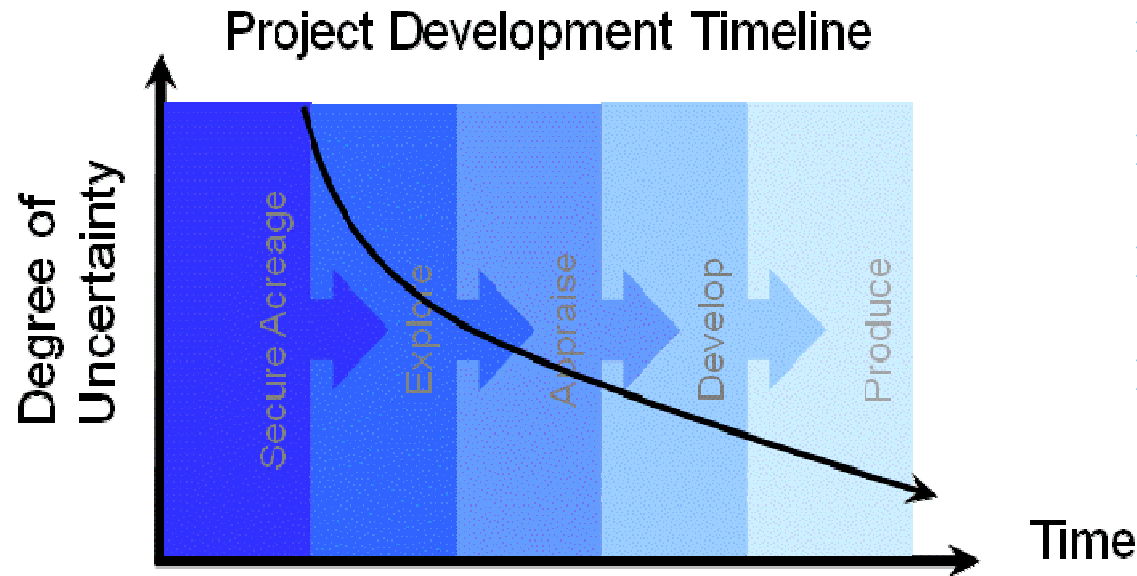 Project Development Timeline
Degree of
Uncertainty
Secure Acreage
Explore
Appraise
Develop
Produce
Time